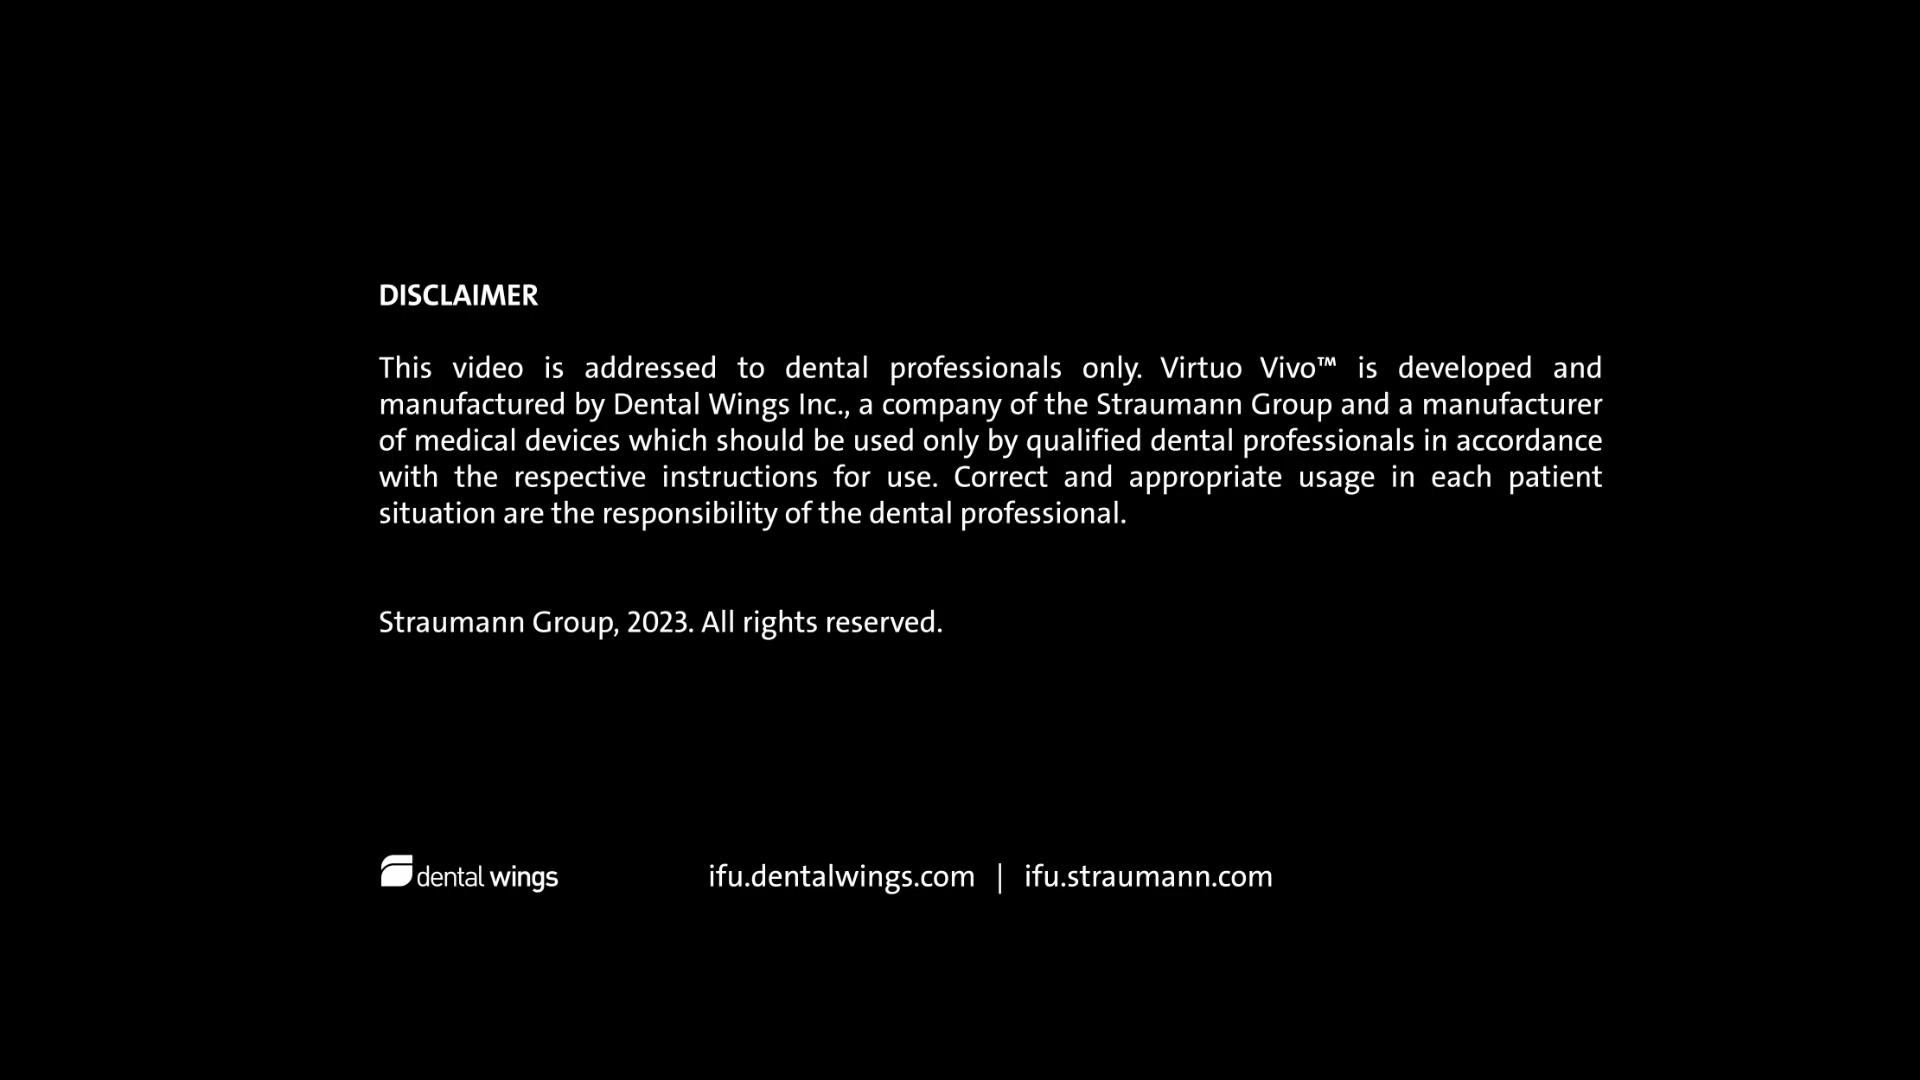 DISCLAIMER
This video is addressed to dental professionals only. Virtuo Vivo™ is developed and
manufactured by Dental Wings Inc., a company of the Straumann Group and a manufacturer
of medical devices which should be used only by qualified dental professionals in accordance
with the respective instructions for use. Correct and appropriate usage in each patient
situation are the responsibility of the dental professional.
Straumann Group, 2023. All rights reserved.
dental wings ifu.dentalwings.com | ifu.straumann.com